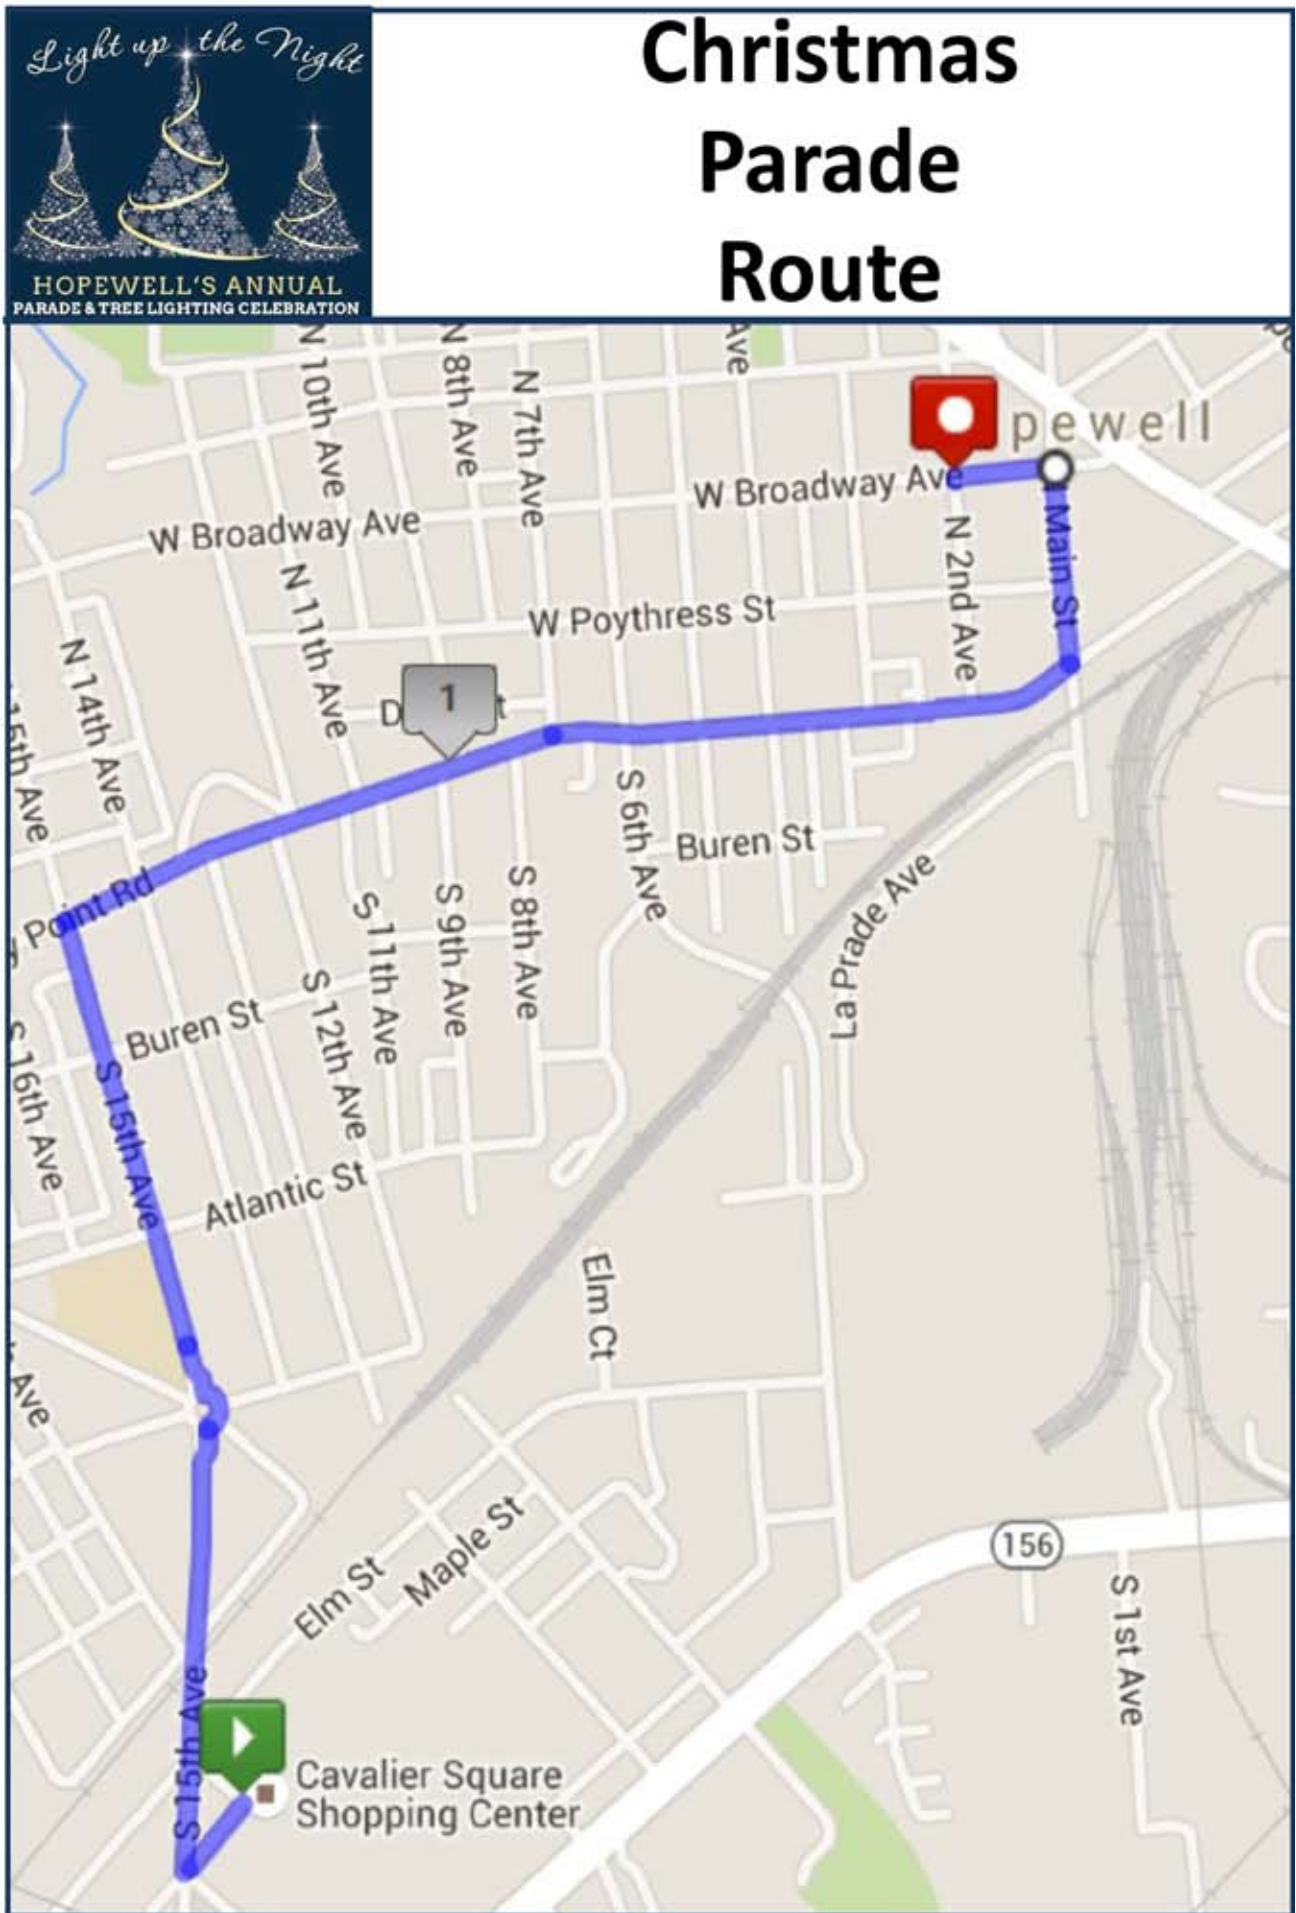 Light up the Night
HOPEWELL'S ANNUAL
PARADE & TREE LIGHTING CELEBRATION
Christmas
Parade
Route
N 10th Ave
N 8th Ave
N 7th Ave
Ave
pewell
W Broadway Ave
W Broadway Ave
N 2nd Ave
Main St
N 11th Ave
W Poythress St
N 14th Ave
15th Ave
1
D
t
S 6th Ave
Buren St
La Prade Ave
Point Rd
S 11th Ave
S 9th Ave
S 8th Ave
S 12th Ave
Buren St
S 16th Ave
S 15th Ave
Atlantic St
Elm Ct
Ave
Maple St
Elm St
156
S 1st Ave
S 15th Ave
Cavalier Square
Shopping Center